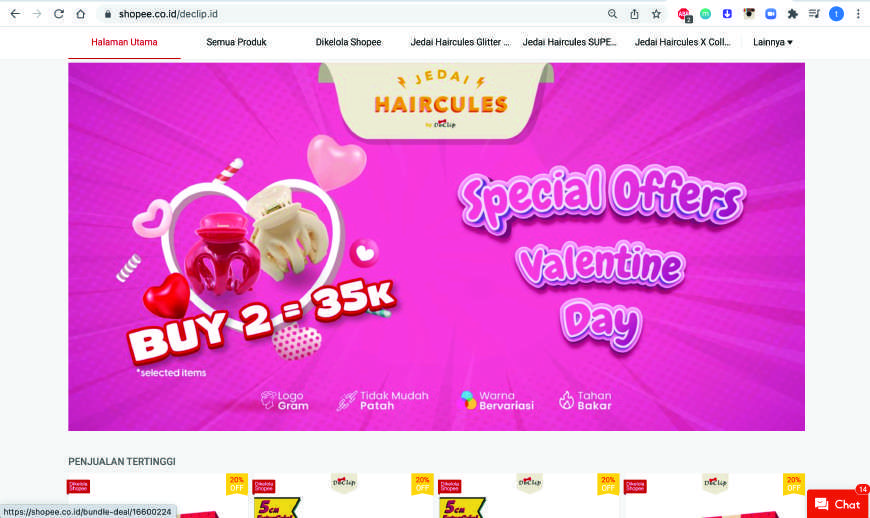 shopee.co.id/declip.id
ABP
2
m
t
Halaman Utama
Semua Produk
Dikelola Shopee
Jedai Haircules Glitter ...
Jedai Haircules SUPE...
Jedai Haircules X Coll...
Lainnya
JEDAI
HAIRCULES
by DeClip
Special Offers
Valentine
Day
BUY 2 = 35K
*selected items
Logo
Gram
Tidak Mudah
Patah
Warna
Bervariasi
Tahan
Bakar
PENJUALAN TERTINGGI
Dikelola
Shopee
20%
OFF
Dikelola
Shopee
5CM
DeClip
20%
OFF
Dikelola
Shopee
5CM
DeClip
20%
OFF
Dikelola
Shopee
DeClip
20%
OFF
14
Chat
https://shopee.co.id/bundle-deal/16600224